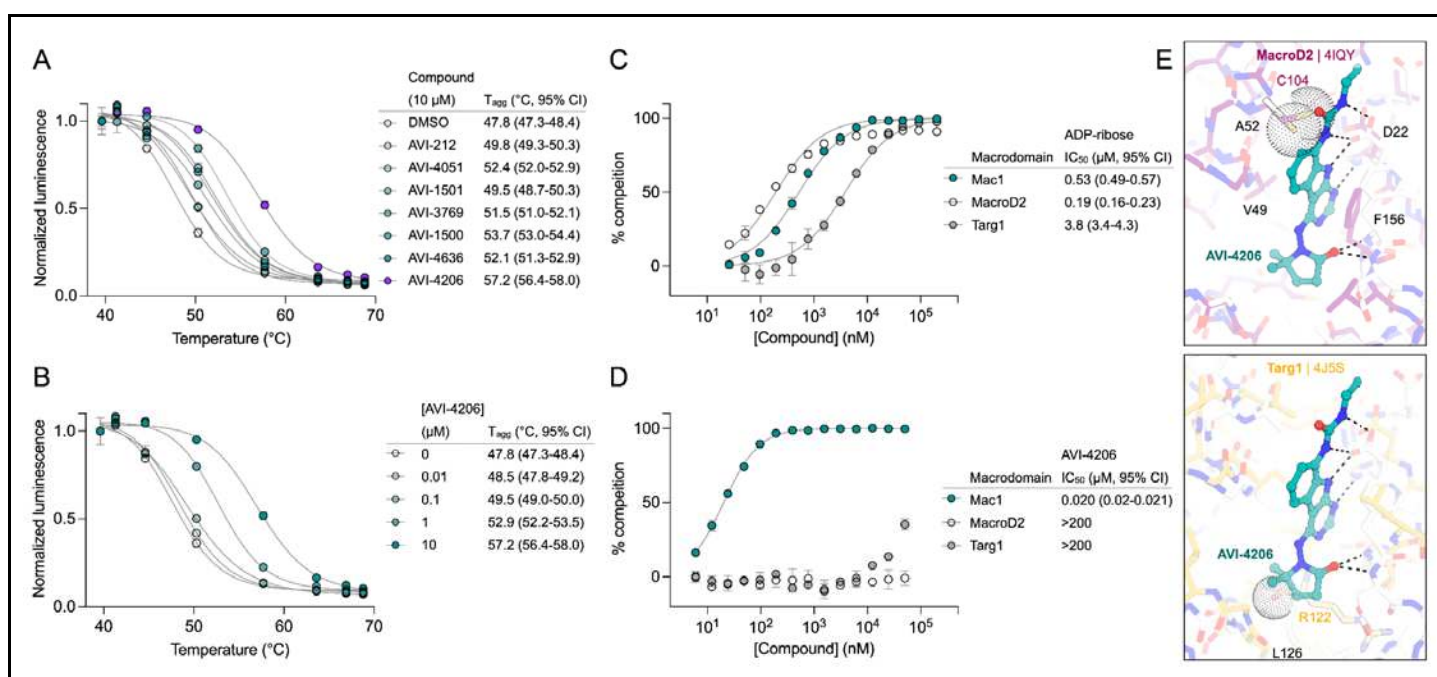 A
Normalized luminescence
1.0
0.5
0.0
40 50 60 70
Temperature (°C)
Compound
(10 µM) Tagg (°C, 95% CI)
DMSO 47.8 (47.3-48.4)
AVI-212 49.8 (49.3-50.3)
AVI-4051 52.4 (52.0-52.9)
AVI-1501 49.5 (48.7-50.3)
AVI-3769 51.5 (51.0-52.1)
AVI-1500 53.7 (53.0-54.4)
AVI-4636 52.1 (51.3-52.9)
AVI-4206 57.2 (56.4-58.0)
B
Normalized luminescence
1.0
0.5
0.0
40 50 60 70
Temperature (°C)
[AVI-4206]
(µM) Tagg (°C, 95% CI)
0 47.8 (47.3-48.4)
0.01 48.5 (47.8-49.2)
0.1 49.5 (49.0-50.0)
1 52.9 (52.2-53.5)
10 57.2 (56.4-58.0)
C
% competition
100
50
0
10¹ 10² 10³ 10⁴ 10⁵
[Compound] (nM)
ADP-ribose
Macrodomain IC50 (µM, 95% CI)
Mac1 0.53 (0.49-0.57)
MacroD2 0.19 (0.16-0.23)
Targ1 3.8 (3.4-4.3)
D
% competition
100
50
0
10¹ 10² 10³ 10⁴ 10⁵
[Compound] (nM)
AVI-4206
Macrodomain IC50 (µM, 95% CI)
Mac1 0.020 (0.02-0.021)
MacroD2 >200
Targ1 >200
E
MacroD2 | 4IQY
C104
A52
D22
V49
F156
AVI-4206
Targ1 | 4J5S
AVI-4206
R122
L126